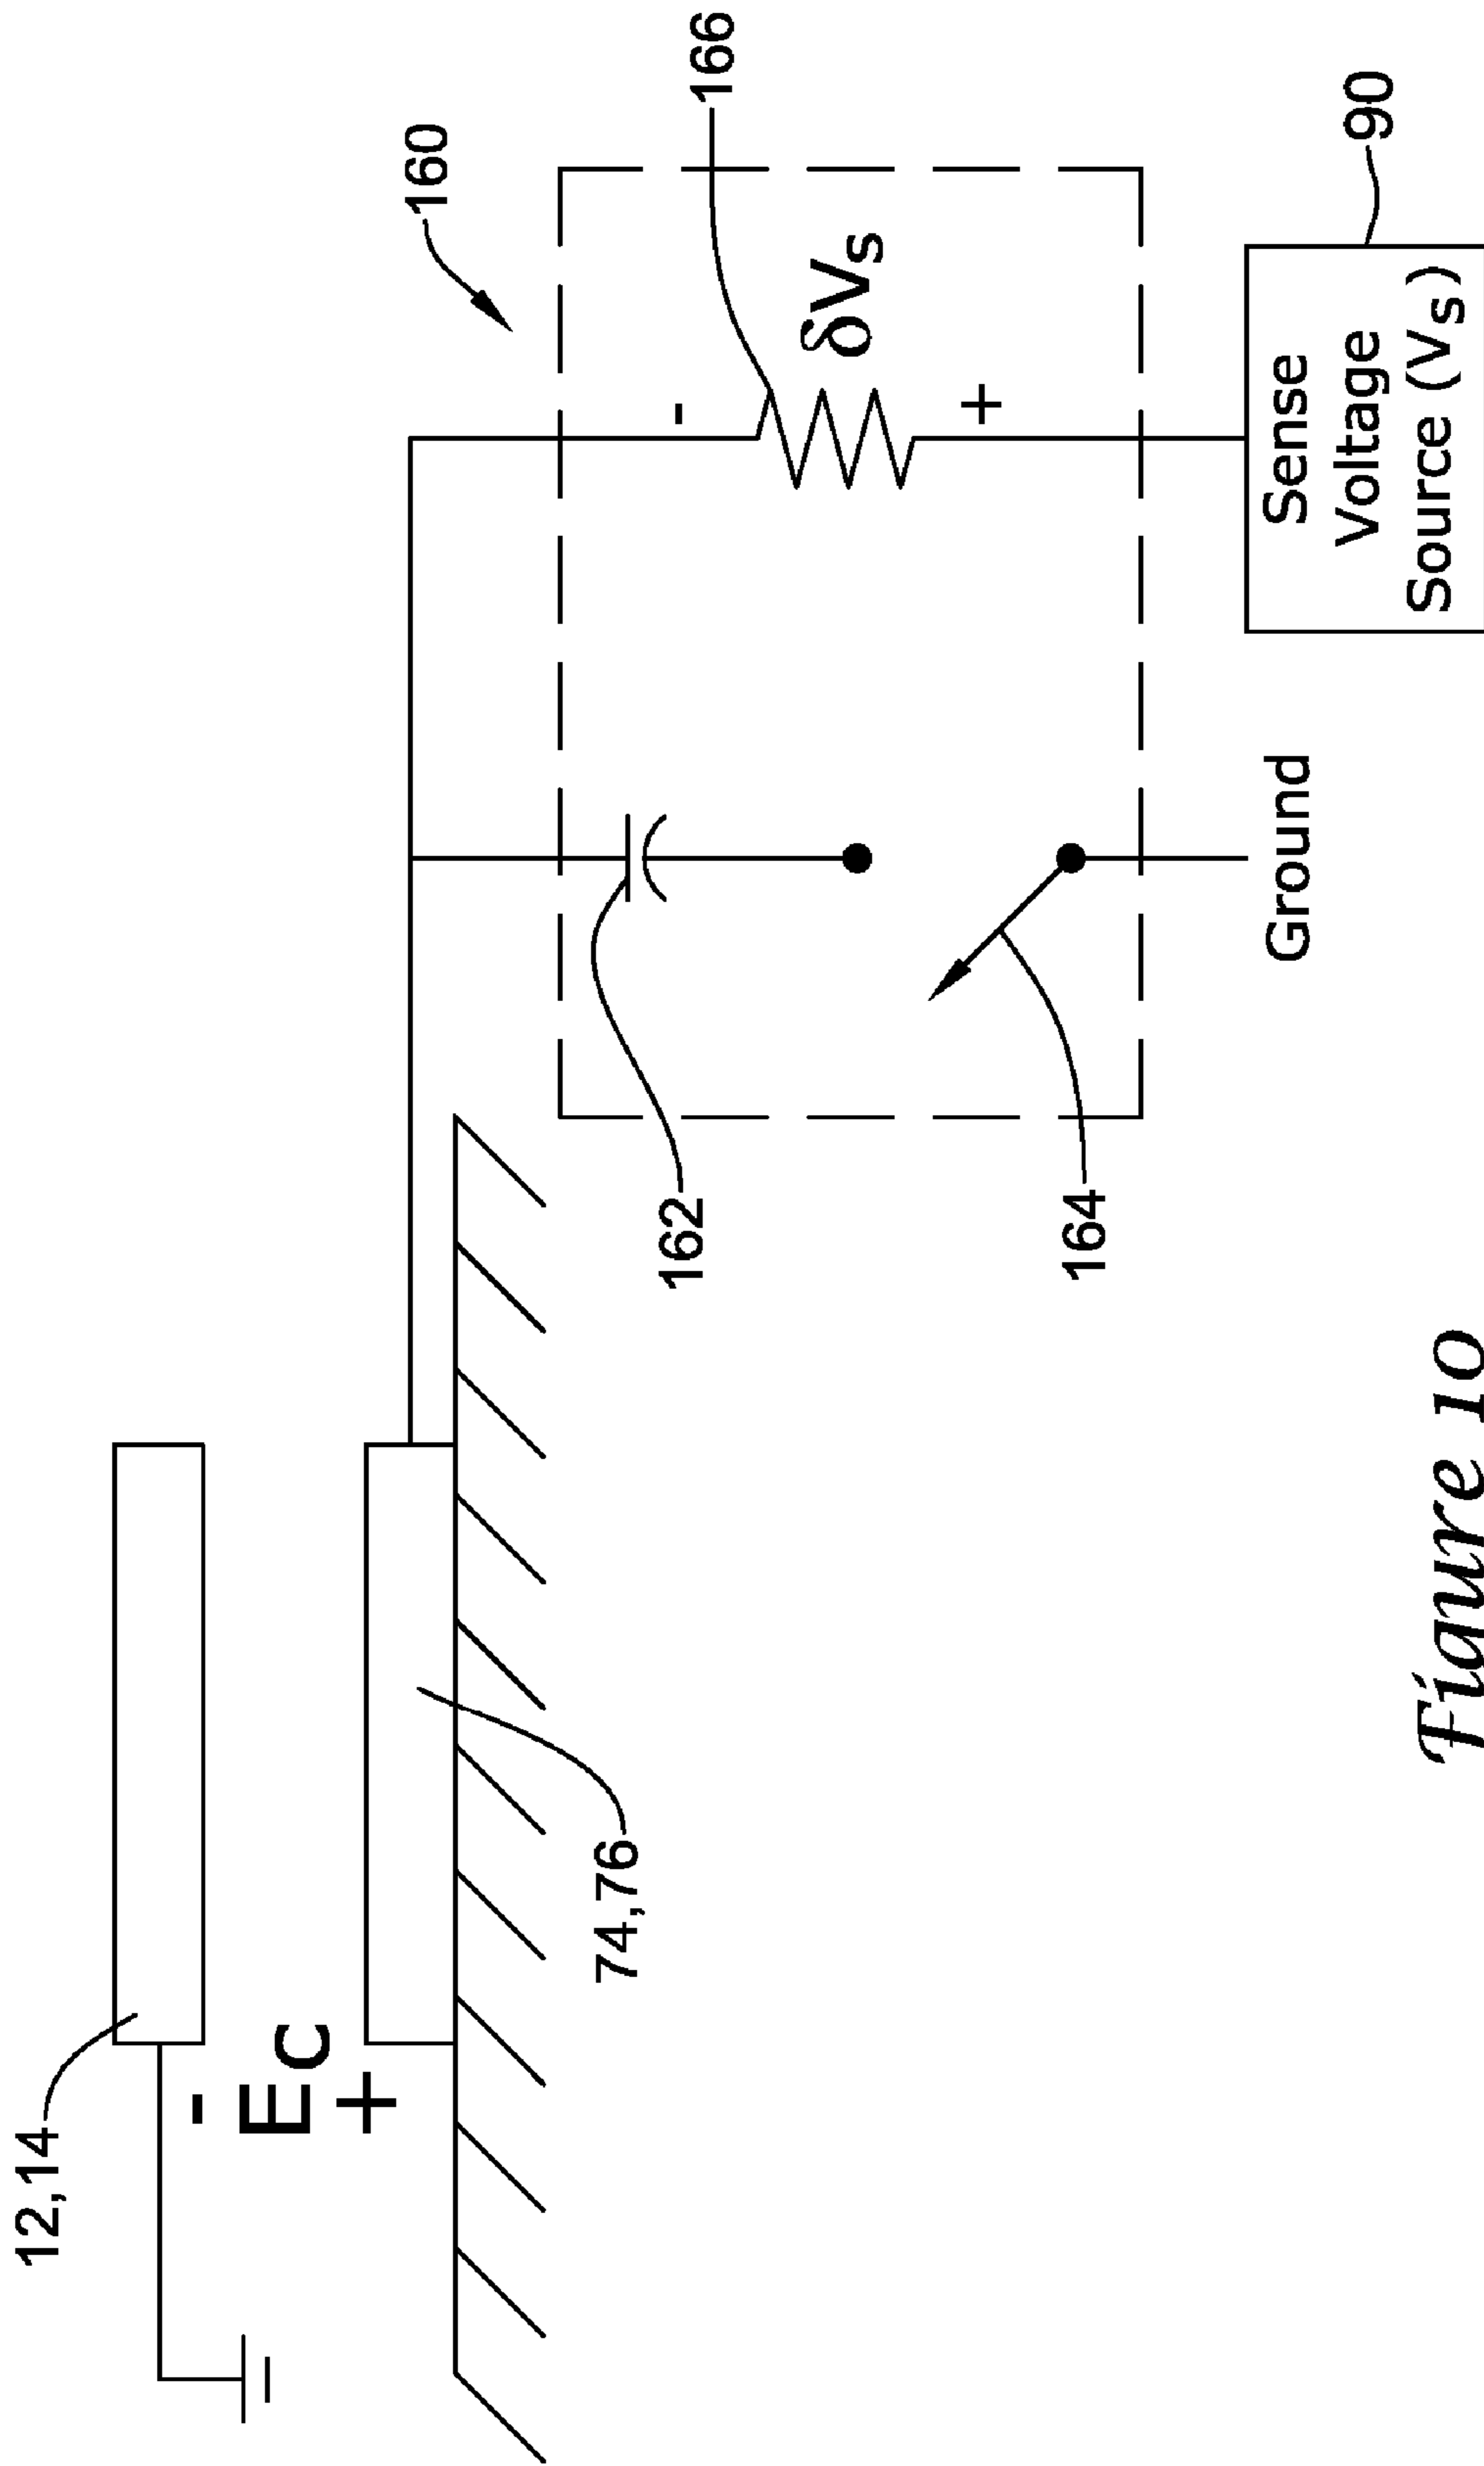 12,14
-
Ec
+
74,76
160
162
164
166
-
δVs
+
Ground
Sense
Voltage
Source (Vs)
90
Figure 10